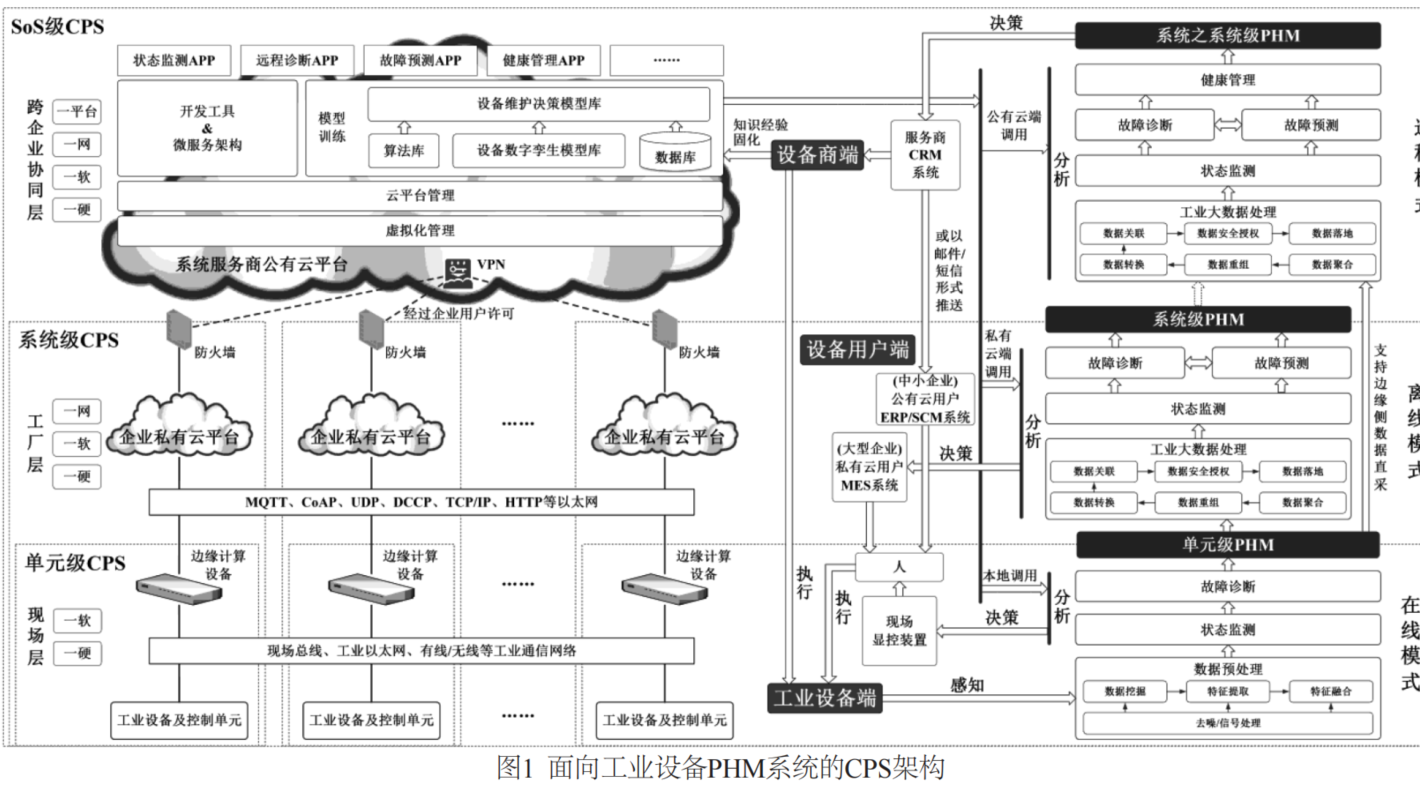 SoS级CPS
状态监测APP
远程诊断APP
故障预测APP
健康管理APP
……
跨企业协同层
一平台
一网
一软
一硬
开发工具
&
微服务架构
模型
训练
设备维护决策模型库
算法库
设备数字孪生模型库
数据库
云平台管理
虚拟化管理
系统服务商公有云平台
VPN
经过企业用户许可
系统级CPS
防火墙
防火墙
防火墙
工厂层
一网
一软
一硬
企业私有云平台
企业私有云平台
……
企业私有云平台
MQTT、CoAP、UDP、DCCP、TCP/IP、HTTP等以太网
单元级CPS
边缘计算
设备
边缘计算
设备
……
边缘计算
设备
现场层
一软
一硬
现场总线、工业以太网、有线/无线等工业通信网络
工业设备及控制单元
工业设备及控制单元
……
工业设备及控制单元
决策
知识经验
固化
设备商端
服务商
CRM
系统
公有云端
调用
分析
或以
邮件/
短信
形式
推送
设备用户端
私有
云端
调用
(中小企业)
公有云用户
ERP/SCM系统
分析
(大型企业)
私有云用户
MES系统
决策
执行
执行
人
本地调用
分析
现场
显控装置
决策
工业设备端
感知
系统之系统级PHM
健康管理
故障诊断
故障预测
状态监测
工业大数据处理
数据关联
数据安全授权
数据落地
数据转换
数据重组
数据聚合
系统级PHM
故障诊断
故障预测
状态监测
工业大数据处理
数据关联
数据安全授权
数据落地
数据转换
数据重组
数据聚合
支持边缘侧数据直采
单元级PHM
故障诊断
状态监测
数据预处理
数据挖掘
特征提取
特征融合
去噪/信号处理
离线模式
在线模式
图1 面向工业设备PHM系统的CPS架构